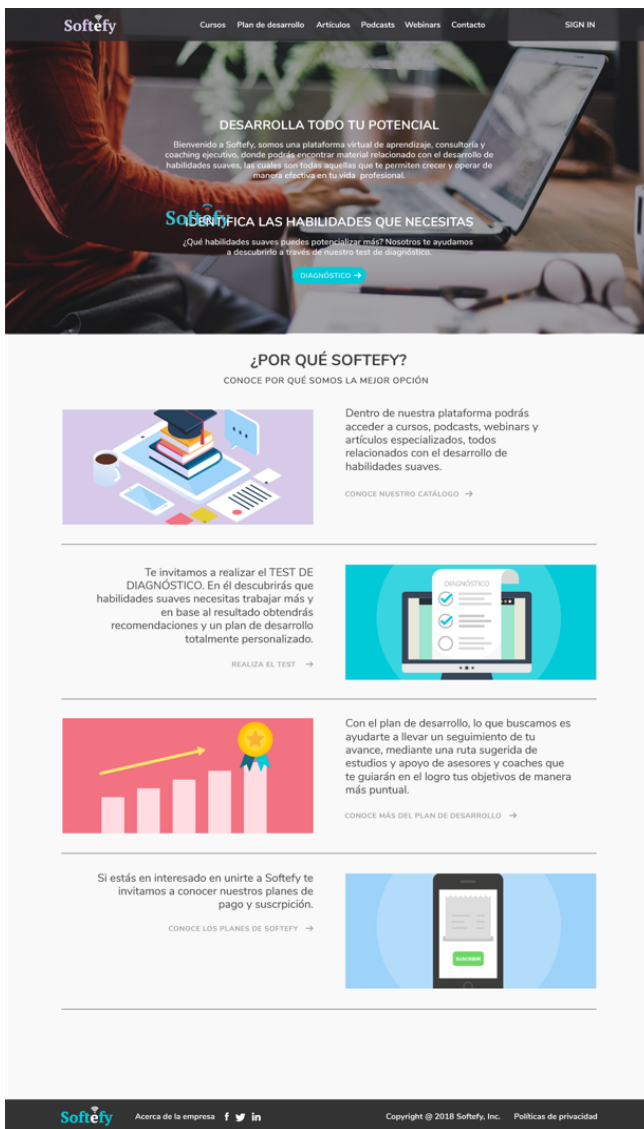 Softefy
Cursos Plan de desarrollo Artículos Podcasts Webinars Contacto SIGN IN
DESARROLLA TODO TU POTENCIAL
Bienvenido a Softefy, somos una plataforma virtual de aprendizaje, consultoría y
coaching ejecutivo, donde podrás encontrar material relacionado con el desarrollo de
habilidades suaves, las cuales son todas aquellas que te permiten crecer y operar de
manera efectiva en tu vida profesional.
Softefy
IDENTIFICA LAS HABILIDADES QUE NECESITAS
¿Qué habilidades suaves puedes potencializar más? Nosotros te ayudamos
a descubrirlo a través de nuestro test de diagnóstico.
DIAGNÓSTICO →
¿POR QUÉ SOFTEFY?
CONOCE POR QUÉ SOMOS LA MEJOR OPCIÓN
Dentro de nuestra plataforma podrás
acceder a cursos, podcasts, webinars y
artículos especializados, todos
relacionados con el desarrollo de
habilidades suaves.
CONOCE NUESTRO CATÁLOGO →
Te invitamos a realizar el TEST DE
DIAGNÓSTICO. En él descubrirás que
habilidades suaves necesitas trabajar más y
en base al resultado obtendrás
recomendaciones y un plan de desarrollo
totalmente personalizado.
REALIZA EL TEST →
DIAGNÓSTICO
Con el plan de desarrollo, lo que buscamos es
ayudarte a llevar un seguimiento de tu
avance, mediante una ruta sugerida de
estudios y apoyo de asesores y coaches que
te guiarán en el logro tus objetivos de manera
más puntual.
CONOCE MÁS DEL PLAN DE DESARROLLO →
Si estás en interesado en unirte a Softefy te
invitamos a conocer nuestros planes de
pago y suscrpición.
CONOCE LOS PLANES DE SOFTEFY →
SUSCRIBIR
Softefy
Acerca de la empresa
Copyright @ 2018 Softefy, Inc. Políticas de privacidad